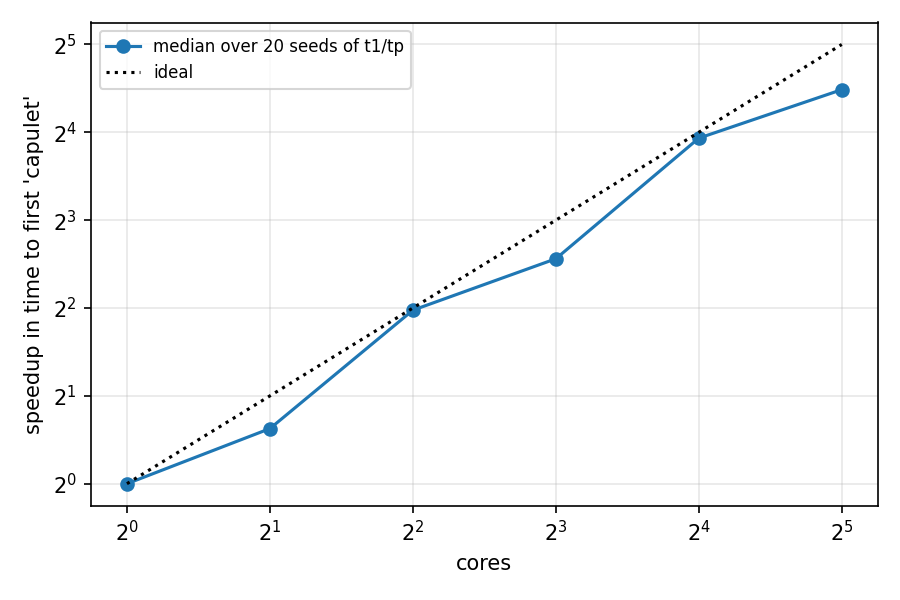 median over 20 seeds of t1/tp
ideal
speedup in time to first 'capulet'
2^5
2^4
2^3
2^2
2^1
2^0
2^0 2^1 2^2 2^3 2^4 2^5
cores